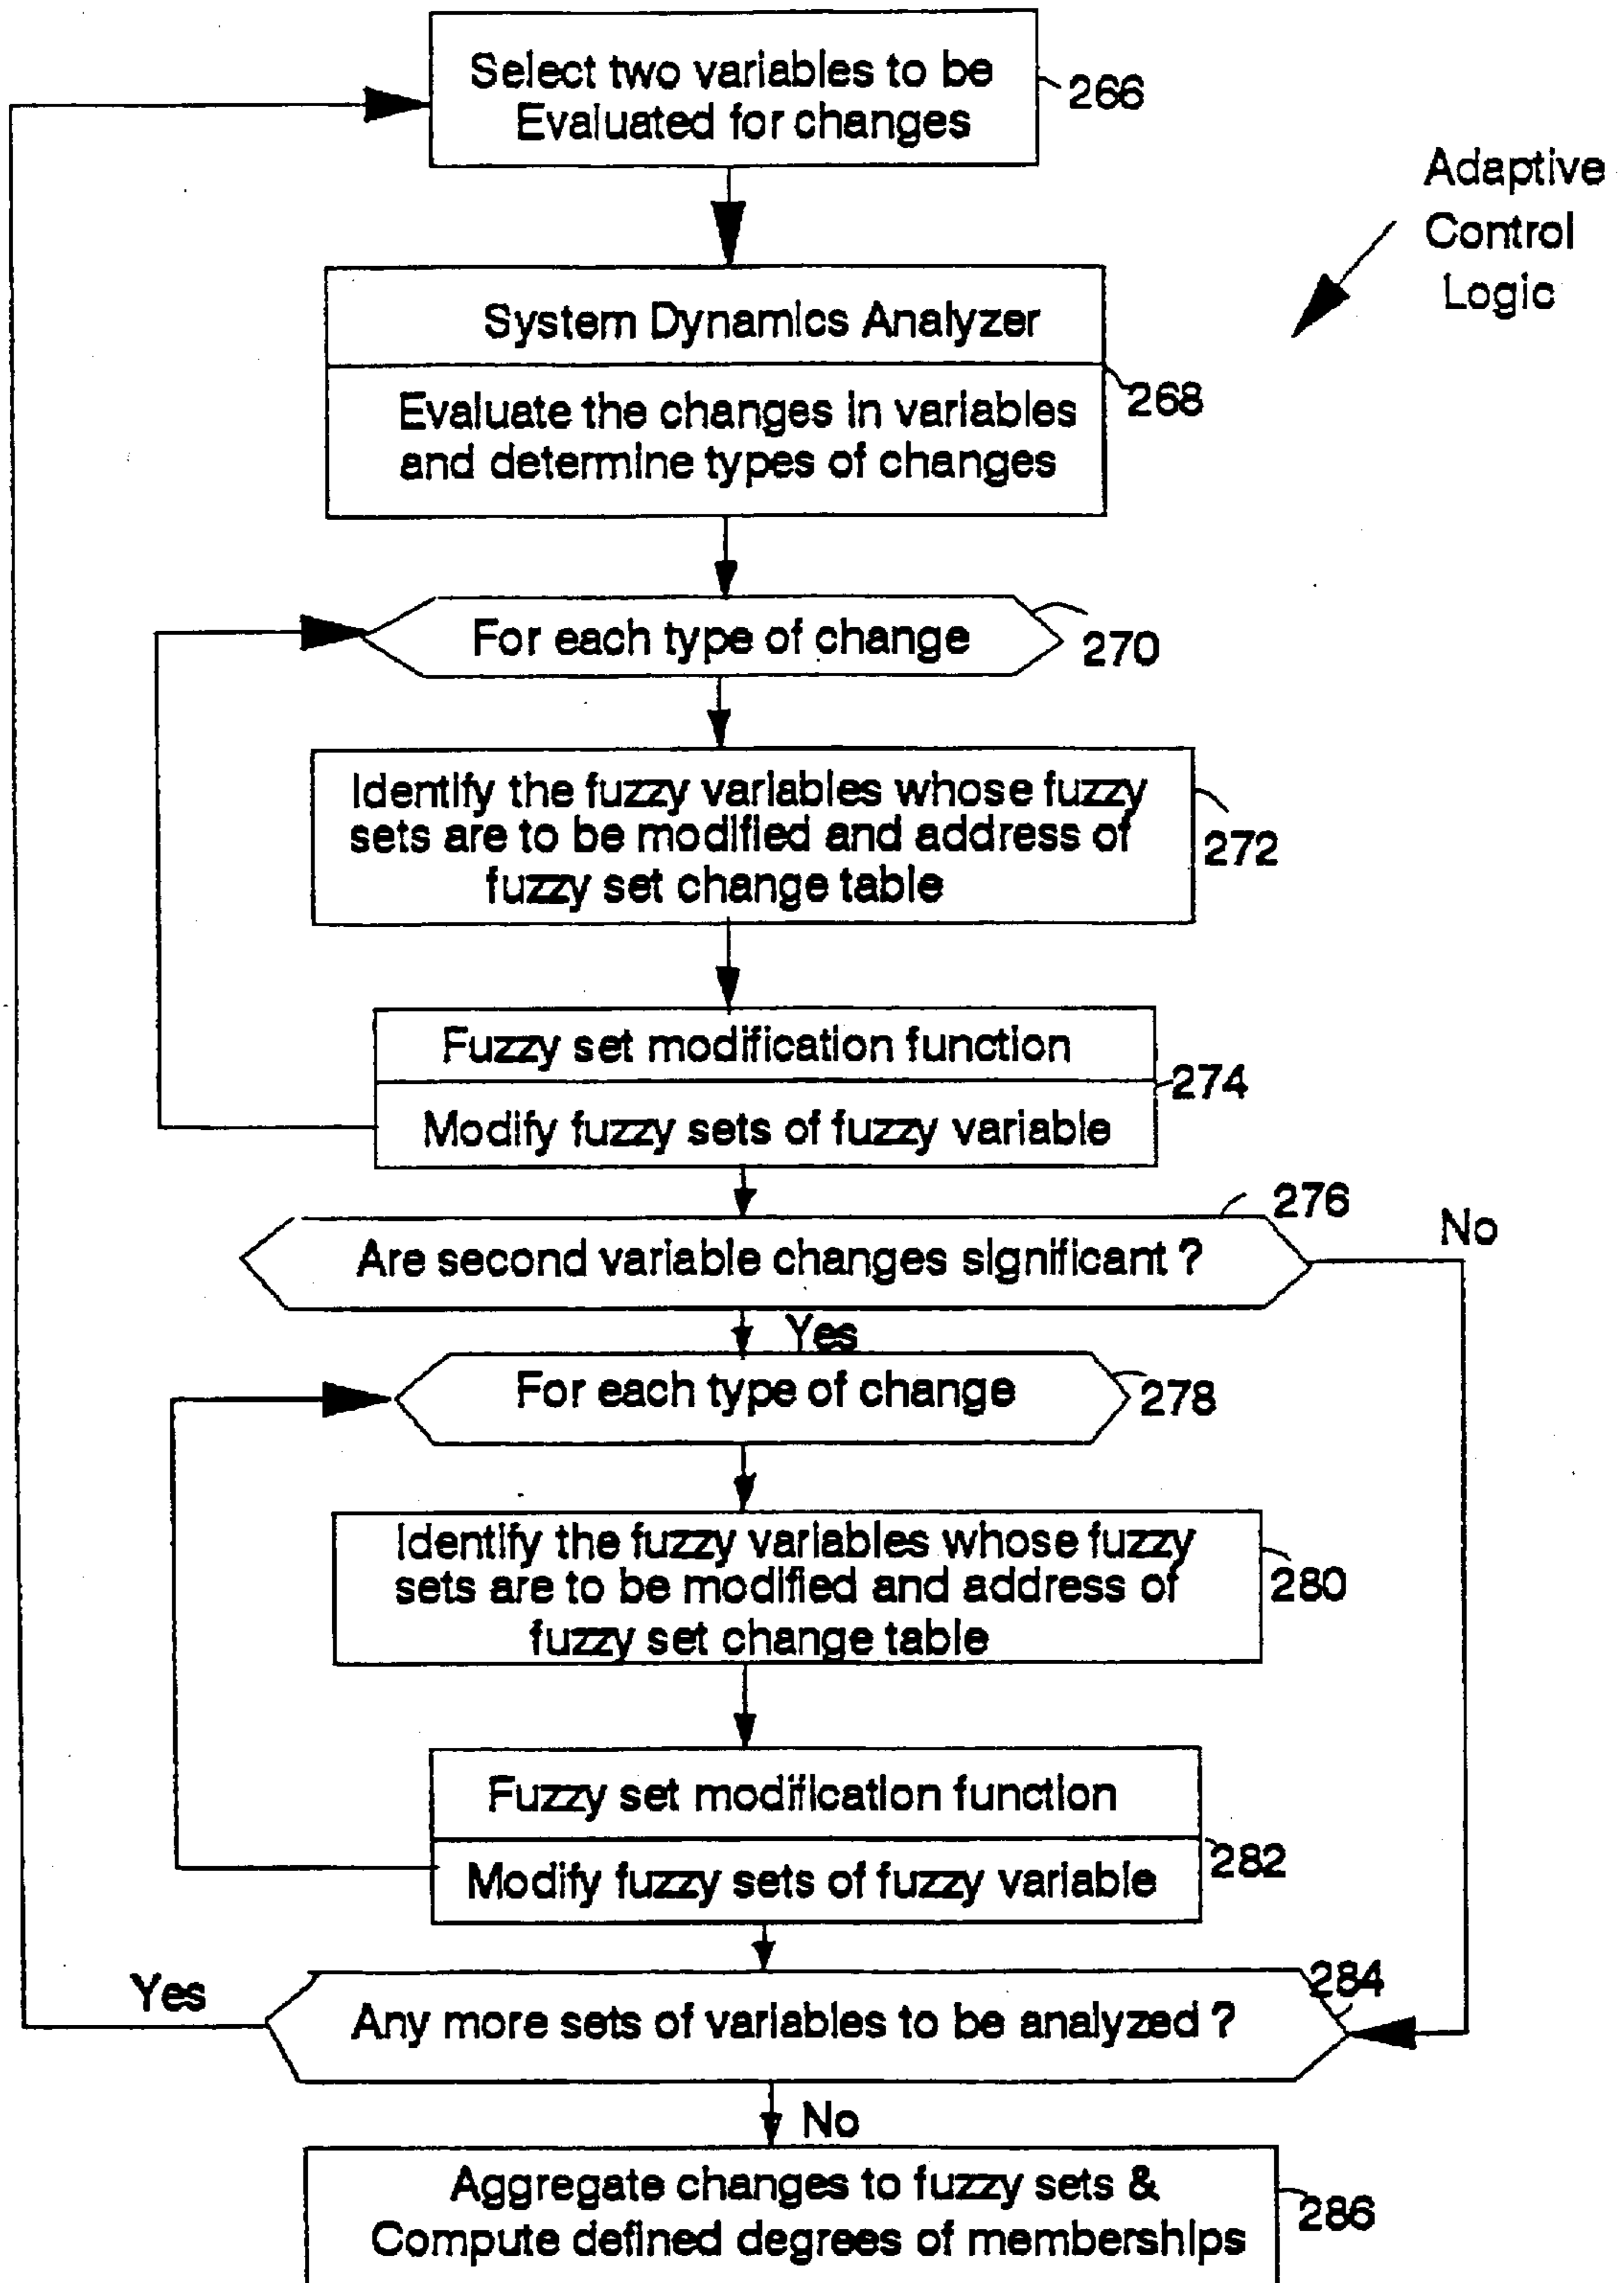 Select two variables to be
Evaluated for changes
266
Adaptive
Control
Logic
System Dynamics Analyzer
268
Evaluate the changes in variables
and determine types of changes
For each type of change
270
Identify the fuzzy variables whose fuzzy
sets are to be modified and address of
fuzzy set change table
272
Fuzzy set modification function
274
Modify fuzzy sets of fuzzy variable
276
No
Are second variable changes significant ?
Yes
For each type of change
278
Identify the fuzzy variables whose fuzzy
sets are to be modified and address of
fuzzy set change table
280
Fuzzy set modification function
282
Modify fuzzy sets of fuzzy variable
Yes
284
Any more sets of variables to be analyzed ?
No
Aggregate changes to fuzzy sets &
Compute defined degrees of memberships
286